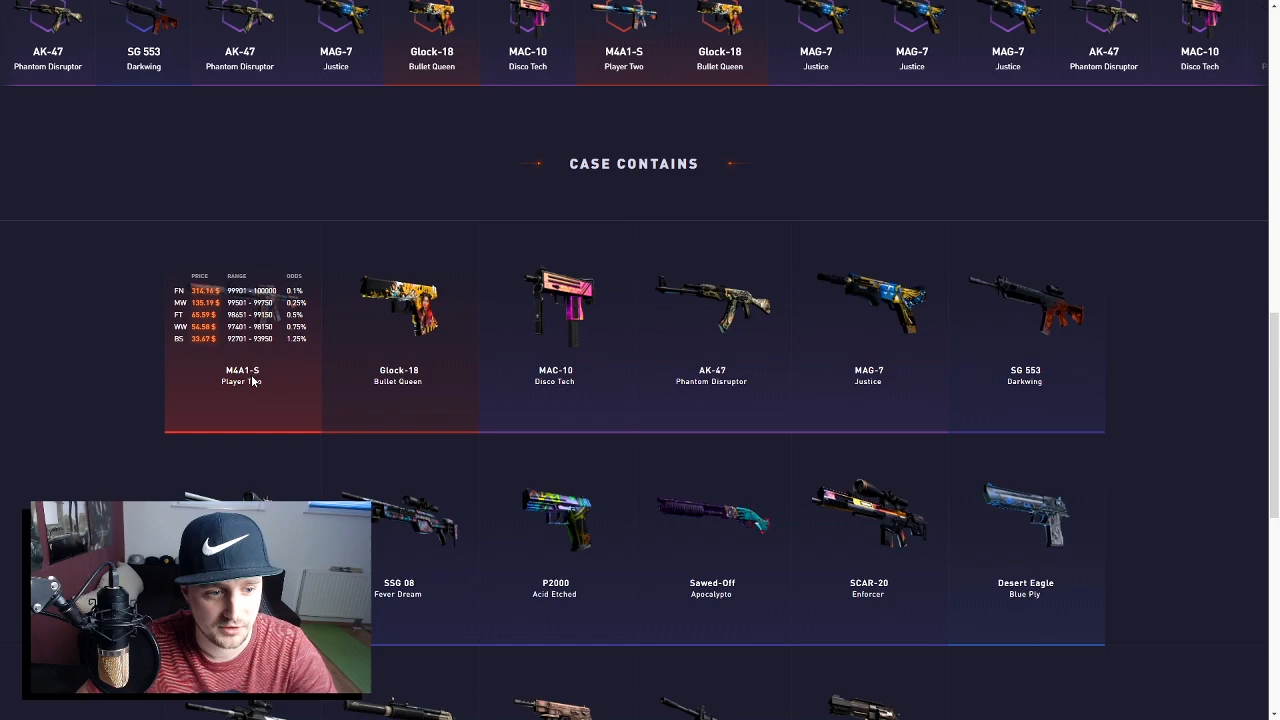 AK-47 SG 553 AK-47 MAG-7 Glock-18 MAC-10 M4A1-S Glock-18 MAG-7 MAG-7 MAG-7 AK-47 MAC-10
Phantom Disruptor Darkwing Phantom Disruptor Justice Bullet Queen Disco Tech Player Two Bullet Queen Justice Justice Justice Phantom Disruptor Disco Tech
CASE CONTAINS
PRICE RANGE ODDS
FN 314.16 $ 99901 - 100000 0.1%
MW 135.19 $ 99501 - 99750 0.25%
FT 65.59 $ 98651 - 99150 0.5%
WW 54.58 $ 97401 - 98150 0.75%
BS 33.67 $ 92701 - 93950 1.25%
M4A1-S Glock-18 MAC-10 AK-47 MAG-7 SG 553
Player Two Bullet Queen Disco Tech Phantom Disruptor Justice Darkwing
SSG 08 P2000 Sawed-Off SCAR-20 Desert Eagle
Fever Dream Acid Etched Apocalypto Enforcer Blue Ply